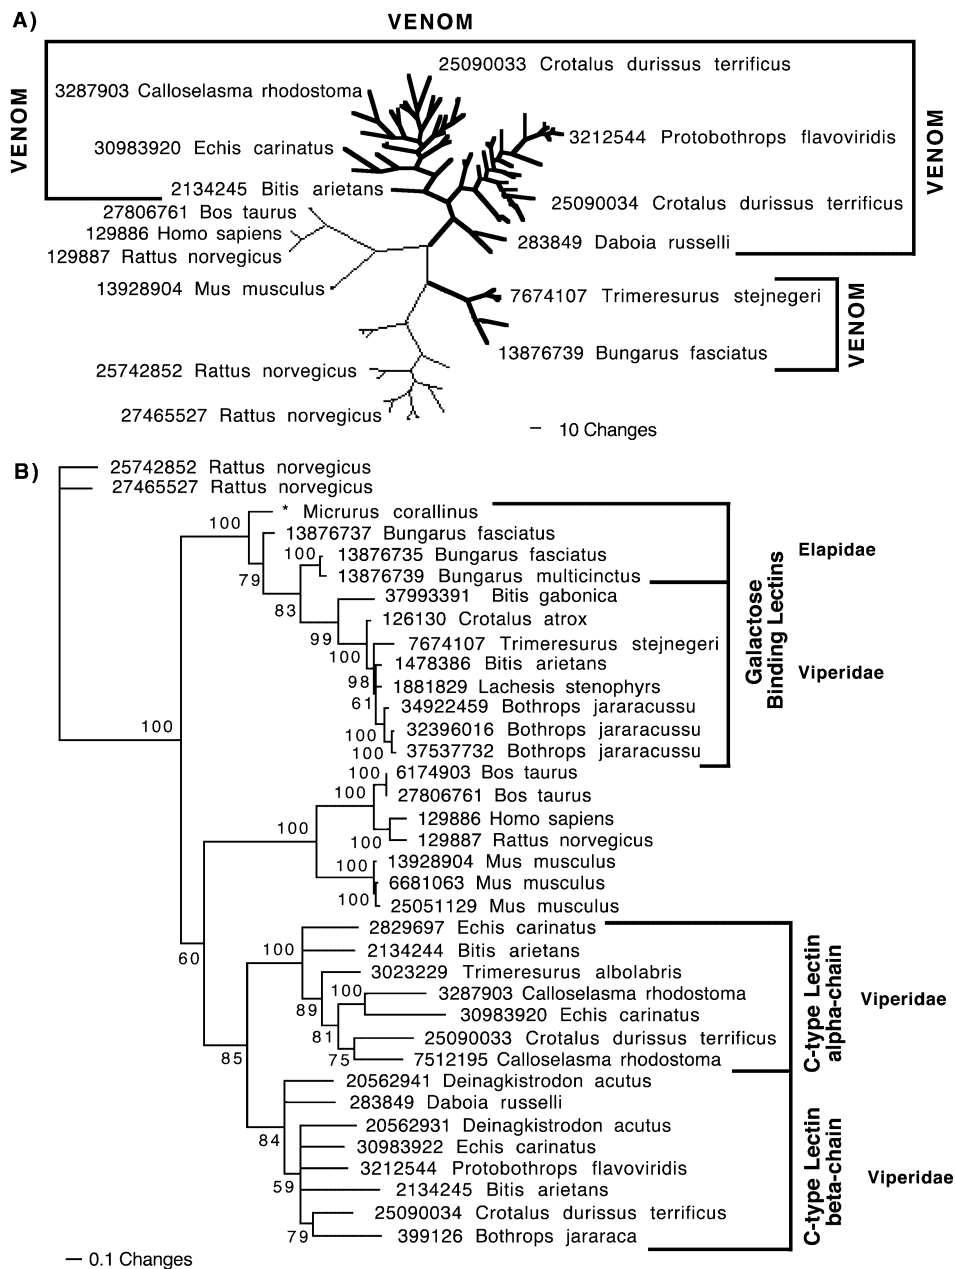 A)
VENOM
25090033 Crotalus durissus terrificus
3287903 Calloselasma rhodostoma
VENOM
3212544 Protobothrops flavoviridis
VENOM
30983920 Echis carinatus
2134245 Bitis arietans
25090034 Crotalus durissus terrificus
27806761 Bos taurus
129886 Homo sapiens
283849 Daboia russelli
129887 Rattus norvegicus
13928904 Mus musculus
7674107 Trimeresurus stejnegeri
VENOM
13876739 Bungarus fasciatus
25742852 Rattus norvegicus
27465527 Rattus norvegicus
10 Changes
B)
25742852 Rattus norvegicus
27465527 Rattus norvegicus
* Micrurus corallinus
100
13876737 Bungarus fasciatus
Elapidae
100
13876735 Bungarus fasciatus
79
13876739 Bungarus multicinctus
37993391 Bitis gabonica
83
126130 Crotalus atrox
99
7674107 Trimeresurus stejnegeri
100
1478386 Bitis arietans
Galactose
Binding Lectins
Viperidae
98
1881829 Lachesis stenophyrs
61
34922459 Bothrops jararacussu
100
32396016 Bothrops jararacussu
100
100
37537732 Bothrops jararacussu
100
6174903 Bos taurus
100
27806761 Bos taurus
129886 Homo sapiens
100
100
129887 Rattus norvegicus
100
13928904 Mus musculus
6681063 Mus musculus
100
25051129 Mus musculus
2829697 Echis carinatus
100
2134244 Bitis arietans
60
3023229 Trimeresurus albolabris
100
3287903 Calloselasma rhodostoma
C-type Lectin
alpha-chain
Viperidae
89
30983920 Echis carinatus
81
25090033 Crotalus durissus terrificus
85
75
7512195 Calloselasma rhodostoma
20562941 Deinagkistrodon acutus
283849 Daboia russelli
84
20562931 Deinagkistrodon acutus
30983922 Echis carinatus
3212544 Protobothrops flavoviridis
C-type Lectin
beta-chain
Viperidae
59
2134245 Bitis arietans
25090034 Crotalus durissus terrificus
79
399126 Bothrops jararaca
0.1 Changes